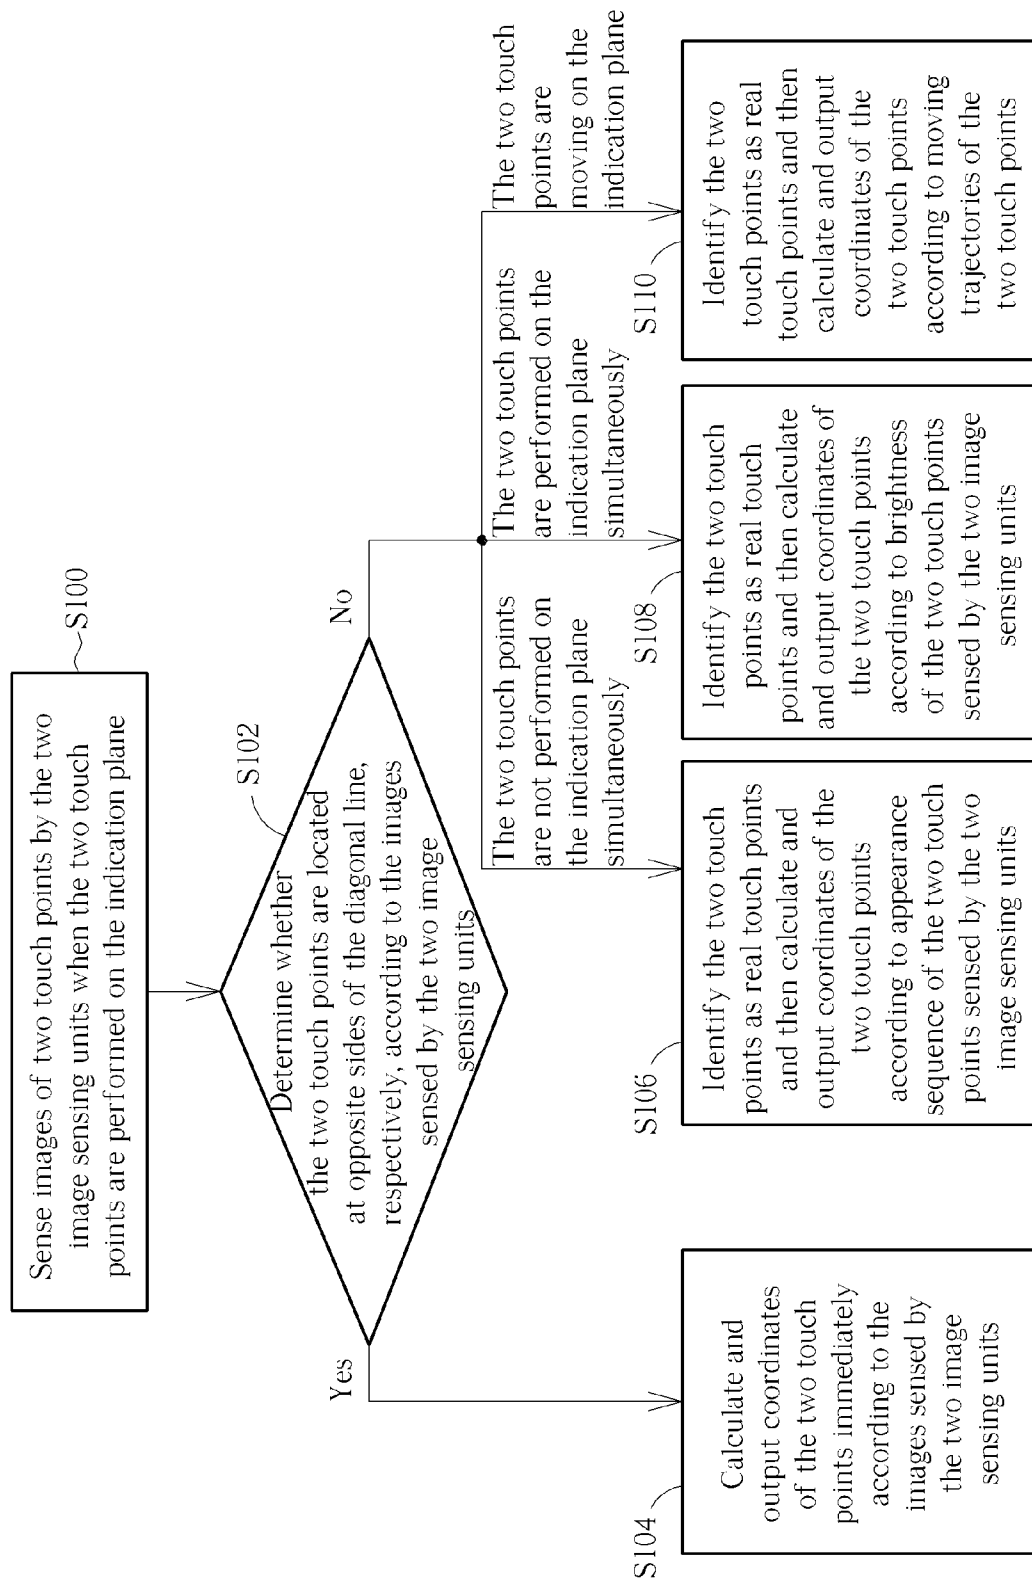 Sense images of two touch points by the two
image sensing units when the two touch
points are performed on the indication plane
S100
Determine whether
the two touch points are located
at opposite sides of the diagonal line,
respectively, according to the images
sensed by the two image
sensing units
S102
Yes
No
Calculate and
output coordinates
of the two touch
points immediately
according to the
images sensed by
the two image
sensing units
S104
The two touch points
are not performed on
the indication plane
simultaneously
Identify the two touch
points as real touch points
and then calculate and
output coordinates of the
two touch points
according to appearance
sequence of the two touch
points sensed by the two
image sensing units
S106
The two touch points
are performed on the
indication plane
simultaneously
Identify the two touch
points as real touch
points and then calculate
and output coordinates of
the two touch points
according to brightness
of the two touch points
sensed by the two image
sensing units
S108
The two touch
points are
moving on the
indication plane
Identify the two
touch points as real
touch points and then
calculate and output
coordinates of the
two touch points
according to moving
trajectories of the
two touch points
S110